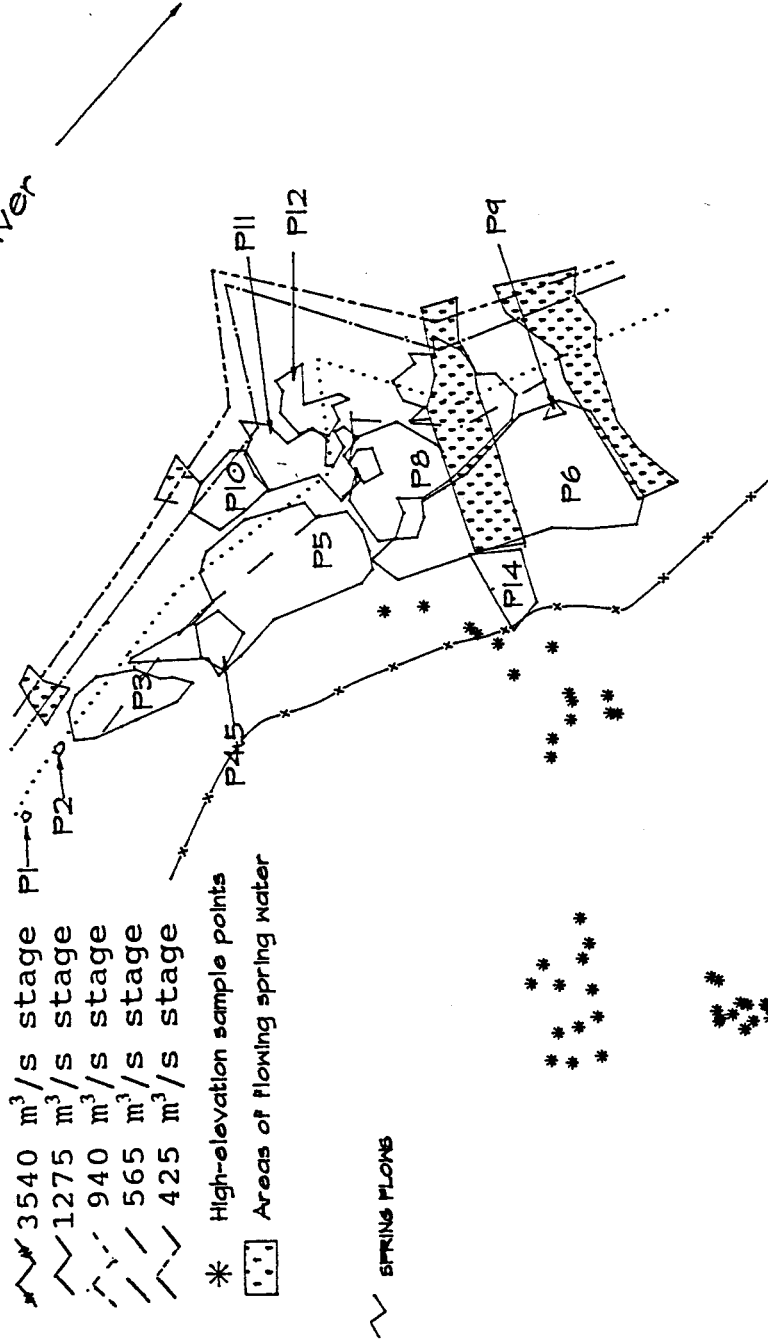 3540 m³/s stage
1275 m³/s stage
940 m³/s stage
565 m³/s stage
425 m³/s stage
High-elevation sample points
Areas of flowing spring water
SPRING FLOWS
P1
P2
P3
P4.5
P5
P10
P11
P12
P8
P14
P6
P9